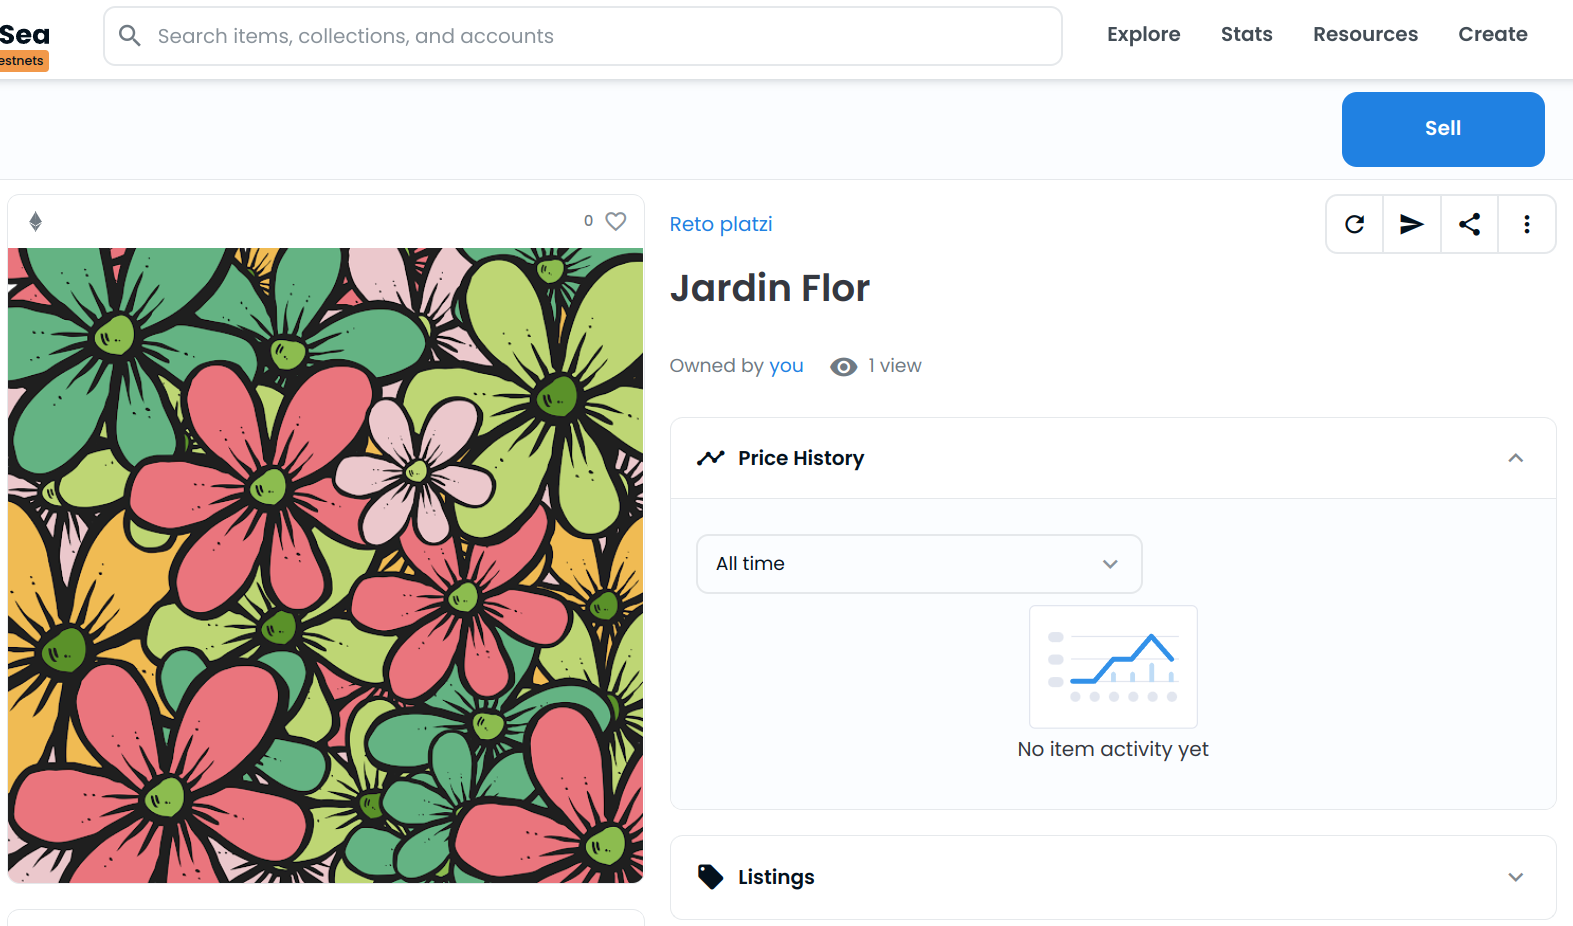 Sea
estnets
Search items, collections, and accounts
Explore
Stats
Resources
Create
Sell
0
Reto platzi
Jardin Flor
Owned by you
1 view
Price History
All time
No item activity yet
Listings